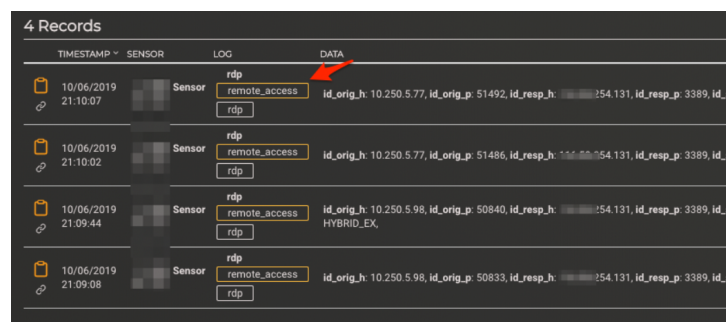 4 Records
TIMESTAMP SENSOR LOG DATA
rdp
10/06/2019 Sensor remote_access id_orig_h: 10.250.5.77, id_orig_p: 51492, id_resp_h: 254.131, id_resp_p: 3389, id_
21:10:07
rdp
rdp
10/06/2019 Sensor remote_access id_orig_h: 10.250.5.77, id_orig_p: 51486, id_resp_h: 54.131, id_resp_p: 3389, id_
21:10:02
rdp
rdp
10/06/2019 Sensor remote_access id_orig_h: 10.250.5.98, id_orig_p: 50840, id_resp_h: 254.131, id_resp_p: 3389, id_
21:09:44 HYBRID_EX,
rdp
rdp
10/06/2019 Sensor remote_access id_orig_h: 10.250.5.98, id_orig_p: 50833, id_resp_h: 254.131, id_resp_p: 3389, id_
21:09:08
rdp